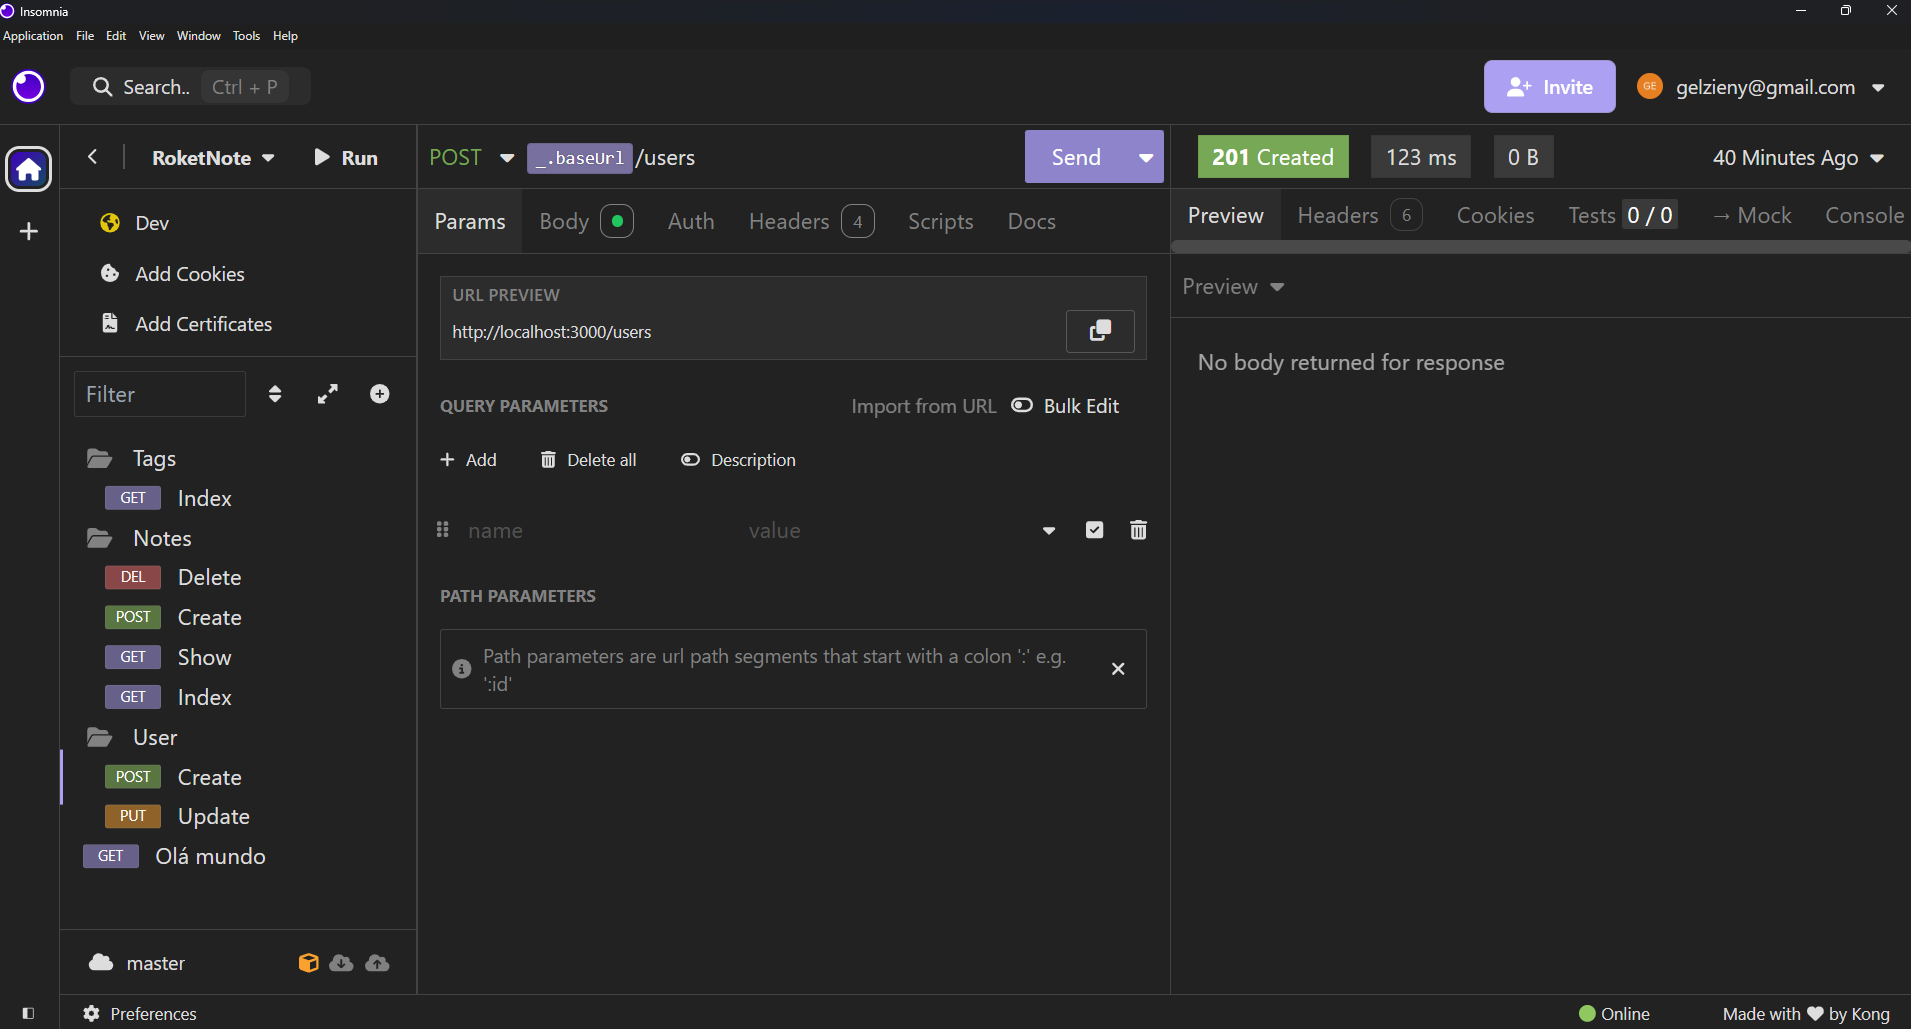 Insomnia
Application File Edit View Window Tools Help
Search.. Ctrl + P
Invite
GE gelzieny@gmail.com
RoketNote
Run
Dev
Add Cookies
Add Certificates
Filter
Tags
GET Index
Notes
DEL Delete
POST Create
GET Show
GET Index
User
POST Create
PUT Update
GET Olá mundo
master
POST _.baseUrl /users
Send
Params Body Auth Headers 4 Scripts Docs
URL PREVIEW
http://localhost:3000/users
QUERY PARAMETERS
Import from URL Bulk Edit
Add Delete all Description
name value
PATH PARAMETERS
Path parameters are url path segments that start with a colon ':' e.g.
':id'
201 Created 123 ms 0 B 40 Minutes Ago
Preview Headers 6 Cookies Tests 0 / 0 → Mock Console
Preview
No body returned for response
Preferences
Online
Made with ♥ by Kong